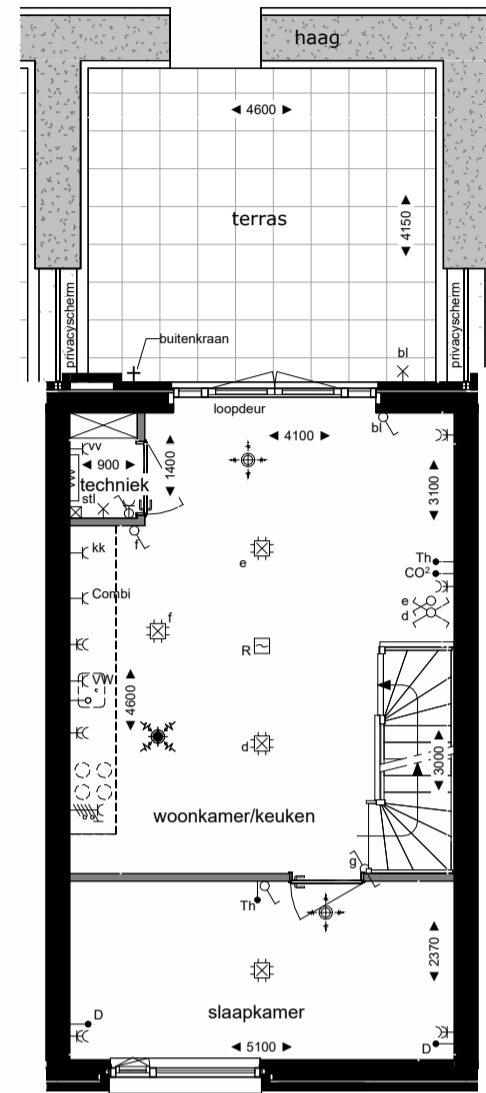 haag
4600
terras
4150
privacyscherm
privacyscherm
buitenkraan
bl
loopdeur
bl
4100
vv
900
1400
VW
techniek
stl
3100
f
kk
Th
CO²
e
Combi
e
d
f
R
VW
4600
d
3000
woonkamer/keuken
g
Th
2370
slaapkamer
D
D
5100